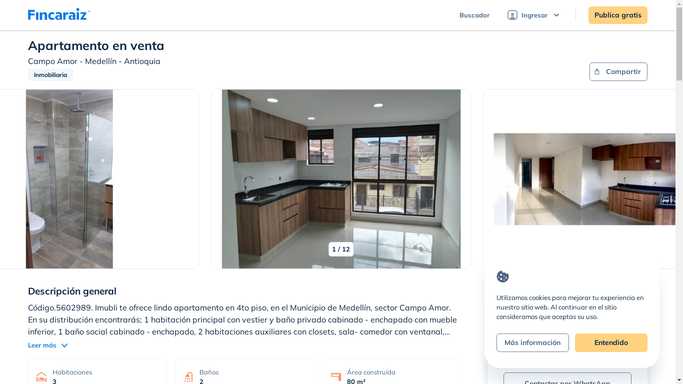 Fincaraiz
Buscador
Ingresar
Publica gratis
Apartamento en venta
Campo Amor - Medellín - Antioquia
Inmobiliaria
Compartir
1 / 12
Descripción general
Código.5602989. Imubli te ofrece lindo apartamento en 4to piso, en el Municipio de Medellín, sector Campo Amor.
En su distribución encontrarás; 1 habitación principal con vestier y baño privado cabinado - enchapado con mueble
inferior, 1 baño social cabinado - enchapado, 2 habitaciones auxiliares con closets, sala- comedor con ventanal,...
Leer más
Habitaciones
3
Baños
2
Área construida
80 m²
Utilizamos cookies para mejorar tu experiencia en
nuestro sitio web. Al continuar en el sitio
consideramos que aceptas su uso.
Más información
Entendido
Contactar por WhatsApp